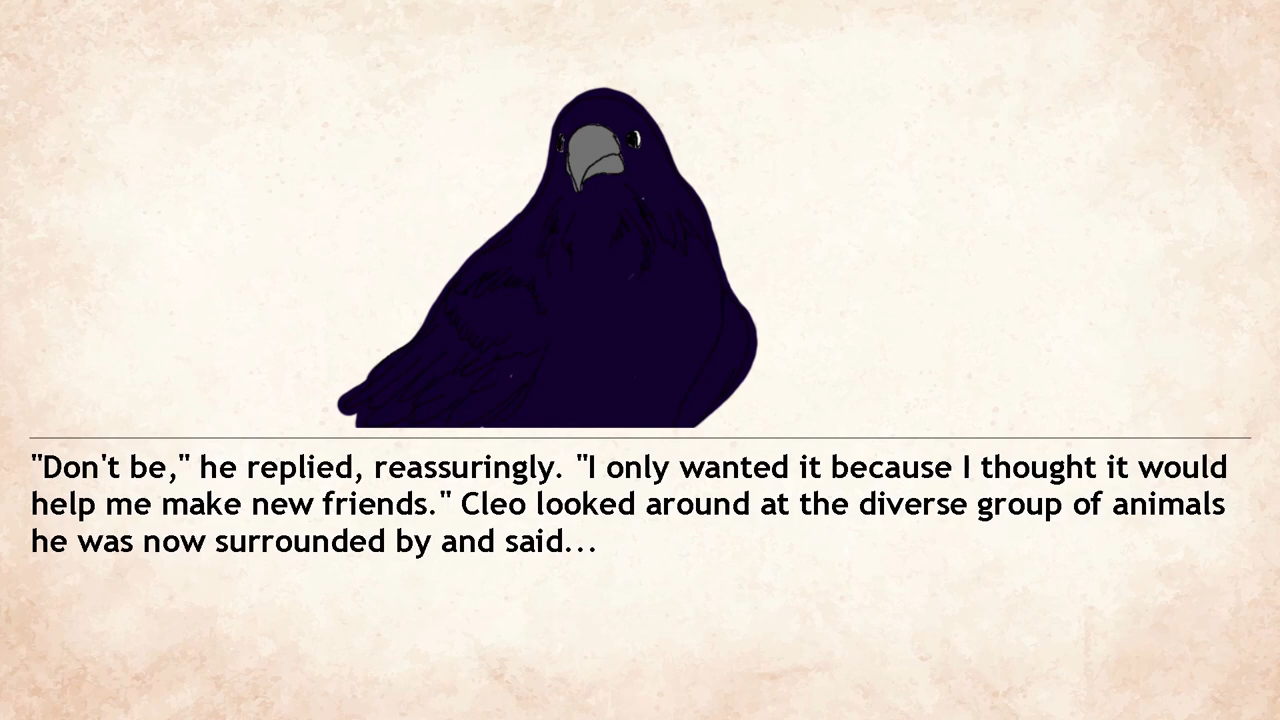 "Don't be," he replied, reassuringly. "I only wanted it because I thought it would
help me make new friends." Cleo looked around at the diverse group of animals
he was now surrounded by and said...